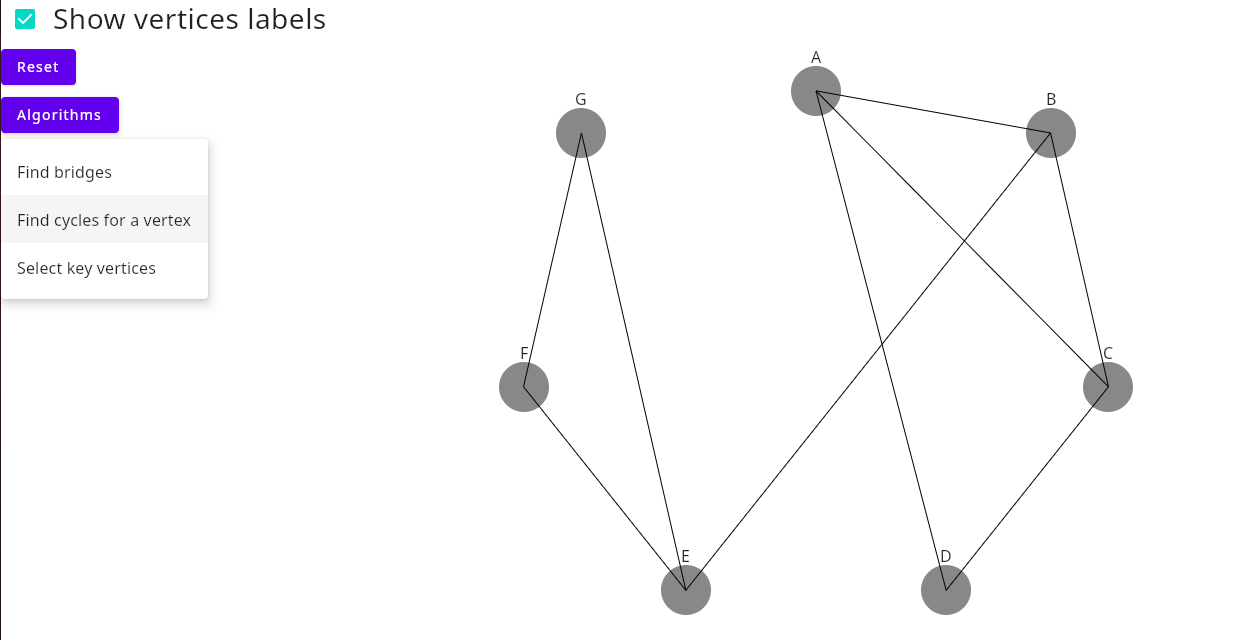 Show vertices labels
Reset
Algorithms
Find bridges
Find cycles for a vertex
Select key vertices
A
G
B
F
C
E
D